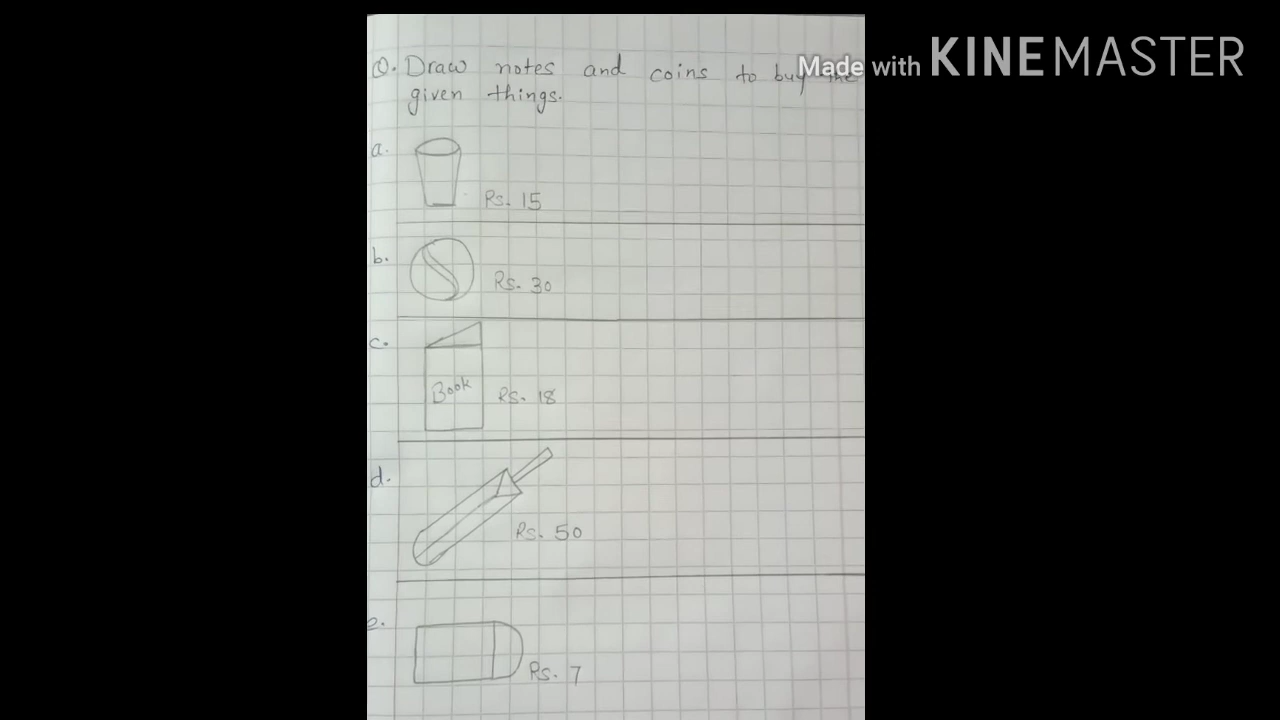 Made with KINEMASTER
Q. Draw notes and coins to buy the
given things.
a.
Rs. 15
b.
Rs. 30
c.
Book
Rs. 18
d.
Rs. 50
e.
Rs. 7